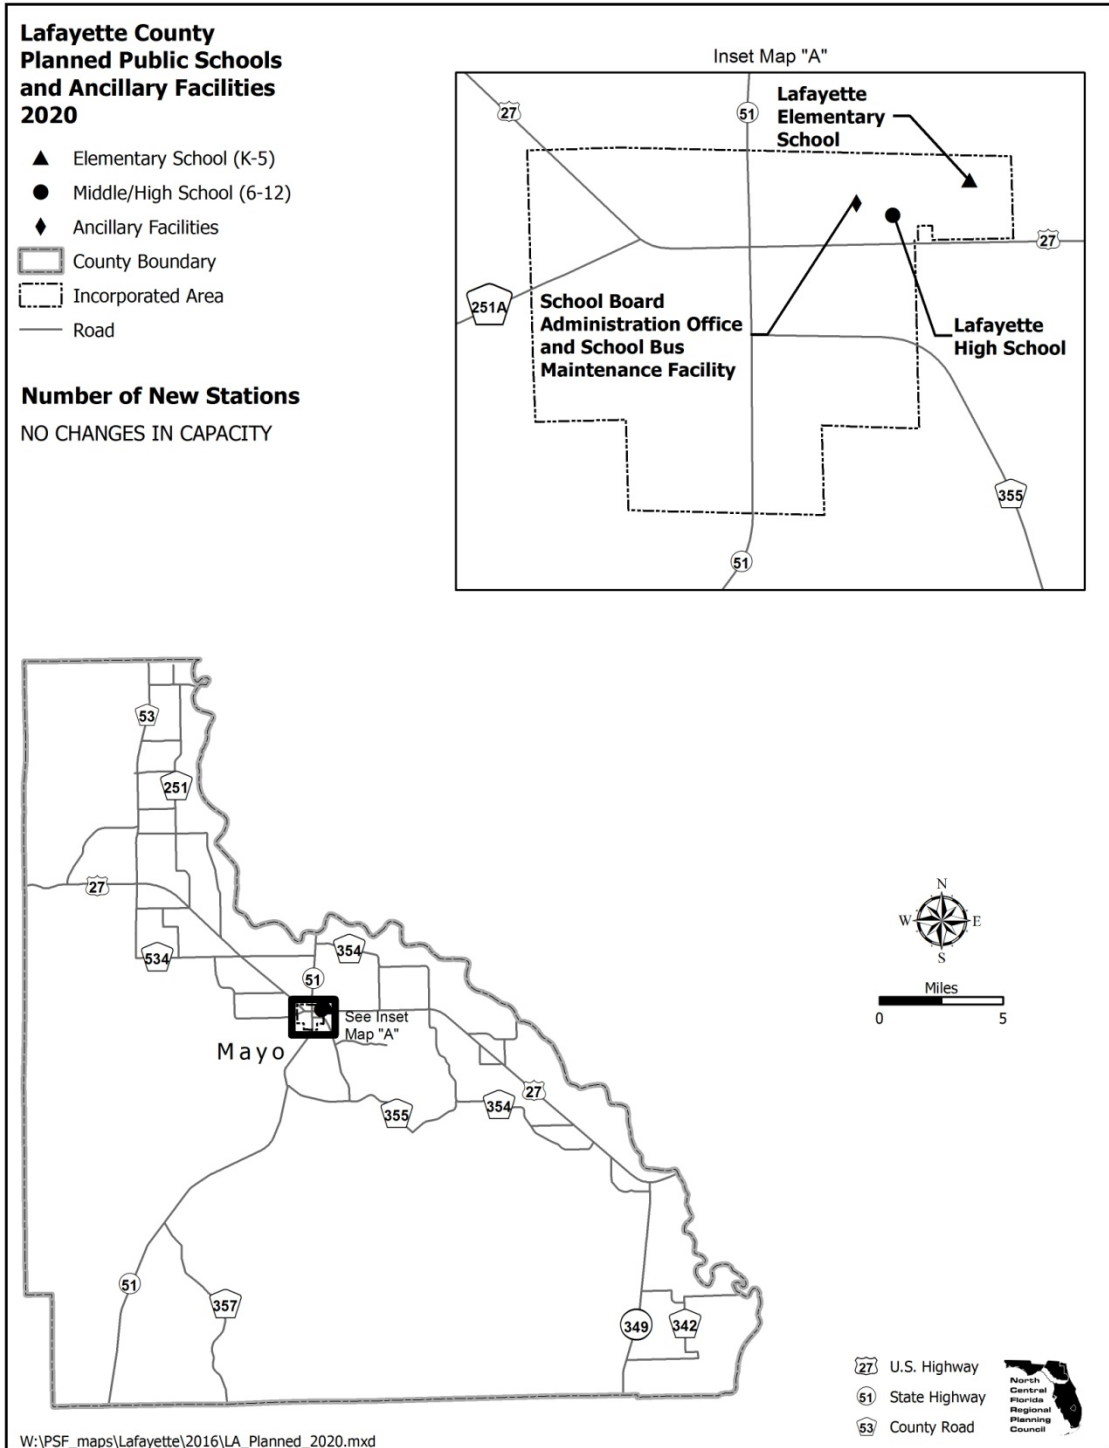 Lafayette County
Planned Public Schools
and Ancillary Facilities
2020
Elementary School (K-5)
Middle/High School (6-12)
Ancillary Facilities
County Boundary
Incorporated Area
Road
Number of New Stations
NO CHANGES IN CAPACITY
Inset Map "A"
27
51
Lafayette
Elementary
School
27
251A
School Board
Administration Office
and School Bus
Maintenance Facility
Lafayette
High School
355
51
53
251
27
534
354
51
See Inset
Map "A"
Mayo
355
354
27
51
357
349
342
N
W
E
S
Miles
0
5
27 U.S. Highway
51 State Highway
53 County Road
North
Central
Florida
Regional
Planning
Council
W:\PSF_maps\Lafayette\2016\LA_Planned_2020.mxd